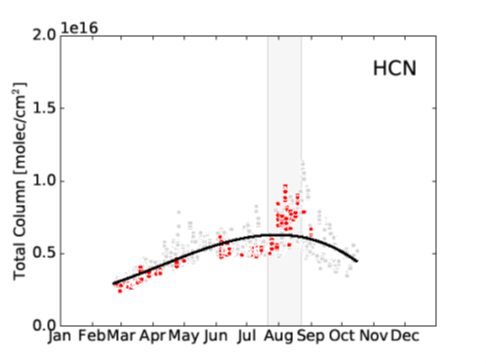 1e16
2.0
HCN
1.5
1.0
0.5
0.0
Total Column [molec/cm²]
Jan Feb Mar Apr May Jun Jul Aug Sep Oct Nov Dec